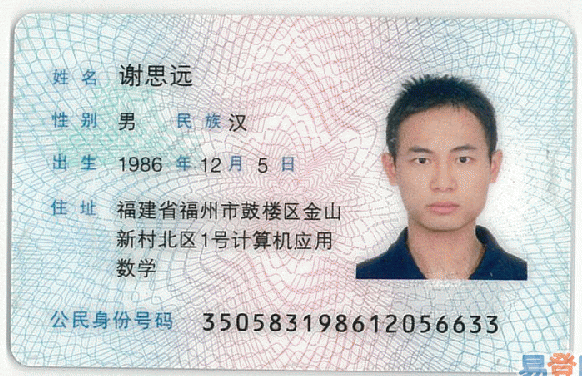 姓名 谢思远
性别 男 民族 汉
出生 1986 年 12 月 5 日
住址 福建省福州市鼓楼区金山
新村北区1号计算机应用
数学
公民身份号码 350583198612056633
易登